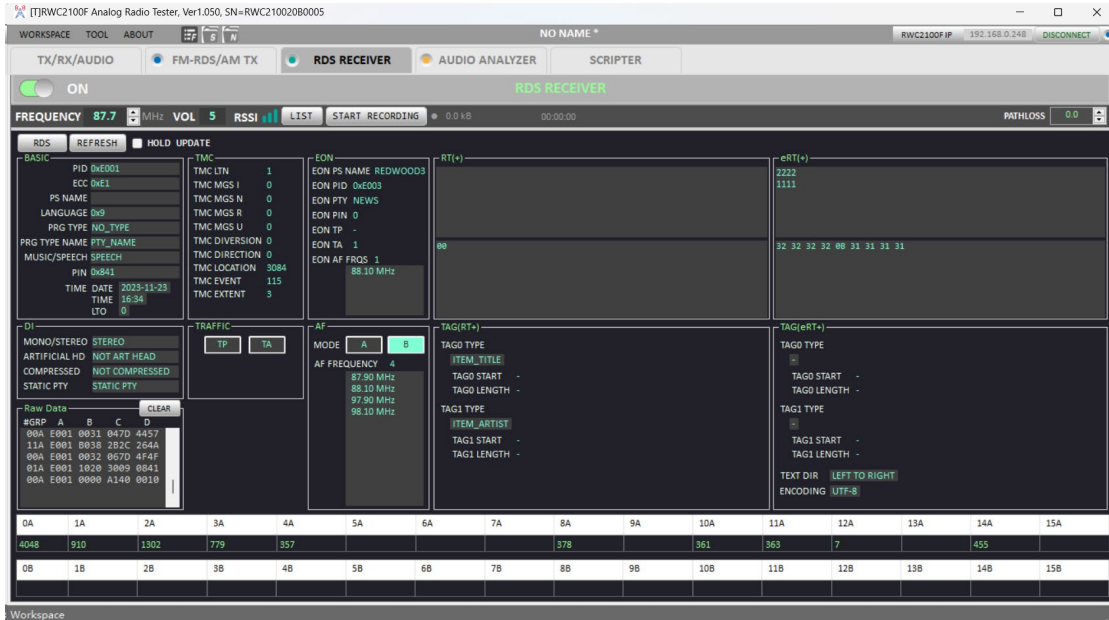 [T]RWC2100F Analog Radio Tester, Ver1.050, SN=RWC210020B0005
WORKSPACE TOOL ABOUT F S N NO NAME * RWC2100F IP 192.168.0.248 DISCONNECT
TX/RX/AUDIO FM-RDS/AM TX RDS RECEIVER AUDIO ANALYZER SCRIPTER
ON RDS RECEIVER
FREQUENCY 87.7 MHz VOL 5 RSSI LIST START RECORDING 0.0 kB 00:00:00 PATHLOSS 0.0
RDS REFRESH HOLD UPDATE
BASIC
PID 0xE001
ECC 0xE1
PS NAME
LANGUAGE 0x9
PRG TYPE NO_TYPE
PRG TYPE NAME PTY_NAME
MUSIC/SPEECH SPEECH
PIN 0x841
TIME DATE 2023-11-23
TIME 16:34
LTO 0
TMC
TMC LTN 1
TMC MGS I 0
TMC MGS N 0
TMC MGS R 0
TMC MGS U 0
TMC DIVERSION 0
TMC DIRECTION 0
TMC LOCATION 3084
TMC EVENT 115
TMC EXTENT 3
EON
EON PS NAME REDWOOD3
EON PID 0xE003
EON PTY NEWS
EON PIN 0
EON TP -
EON TA 1
EON AF FRQS 1
88.10 MHz
RT(+)
00
eRT(+)
2222
1111
32 32 32 32 0B 31 31 31 31
DI
MONO/STEREO STEREO
ARTIFICIAL HD NOT ART HEAD
COMPRESSED NOT COMPRESSED
STATIC PTY STATIC PTY
TRAFFIC
TP TA
AF
MODE A B
AF FREQUENCY 4
87.90 MHz
88.10 MHz
97.90 MHz
98.10 MHz
TAG(RT+)
TAG0 TYPE
ITEM_TITLE
TAG0 START -
TAG0 LENGTH -
TAG1 TYPE
ITEM_ARTIST
TAG1 START -
TAG1 LENGTH -
TAG(eRT+)
TAG0 TYPE
-
TAG0 START -
TAG0 LENGTH -
TAG1 TYPE
-
TAG1 START -
TAG1 LENGTH -
TEXT DIR LEFT TO RIGHT
ENCODING UTF-8
Raw Data CLEAR
#GRP A B C D
00A E001 0031 047D 4457
11A E001 B038 2B2C 264A
00A E001 0032 067D 4F4F
01A E001 1020 3009 0841
00A E001 0000 A140 0010
0A 1A 2A 3A 4A 5A 6A 7A 8A 9A 10A 11A 12A 13A 14A 15A
4048 910 1302 779 357 378 361 363 7 455
0B 1B 2B 3B 4B 5B 6B 7B 8B 9B 10B 11B 12B 13B 14B 15B
Workspace